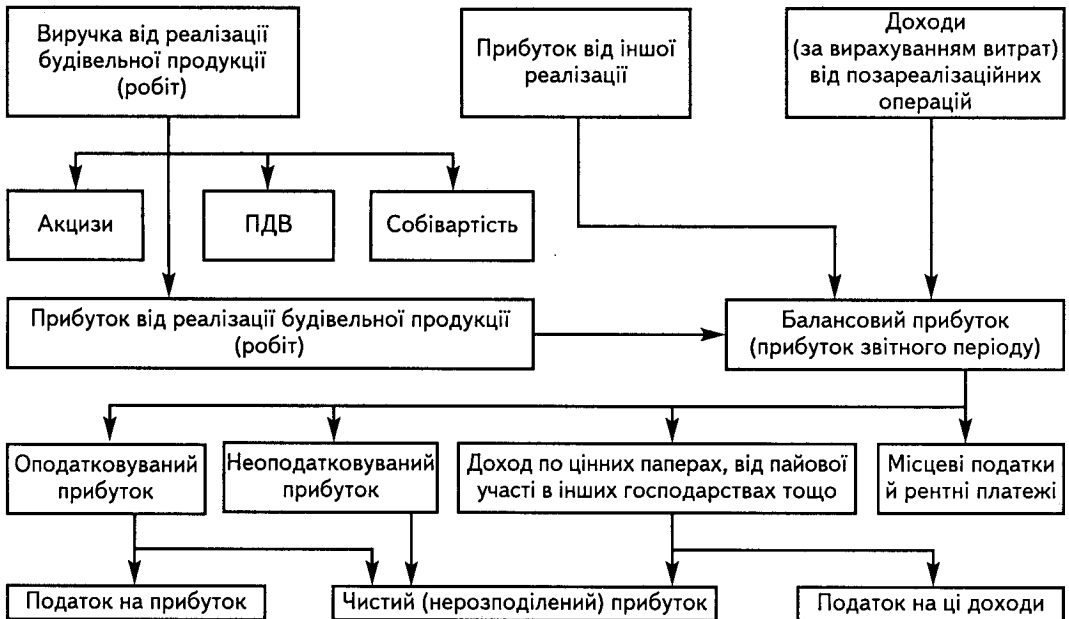 Виручка від реалізації
будівельної продукції
(робіт)
Прибуток від іншої
реалізації
Доходи
(за вирахуванням витрат)
від позареалізаційних
операцій
Акцизи
ПДВ
Собівартість
Прибуток від реалізації будівельної продукції
(робіт)
Балансовий прибуток
(прибуток звітного періоду)
Оподатковуваний
прибуток
Неоподатковуваний
прибуток
Доход по цінних паперах, від пайової
участі в інших господарствах тощо
Місцеві податки
й рентні платежі
Податок на прибуток
Чистий (нерозподілений) прибуток
Податок на ці доходи